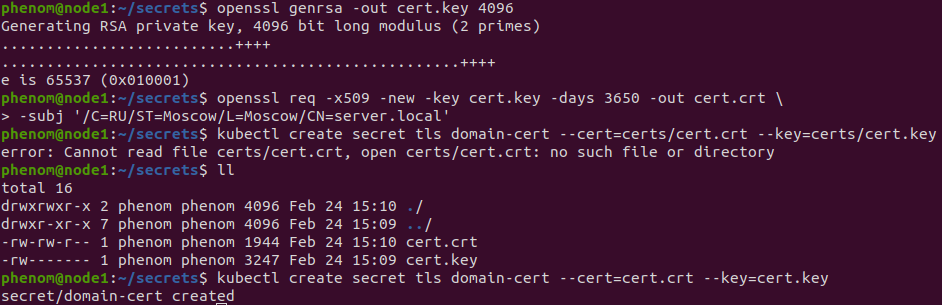 phenom@node1:~/secrets$ openssl genrsa -out cert.key 4096
Generating RSA private key, 4096 bit long modulus (2 primes)
..........................++++
....................................................++++
e is 65537 (0x010001)
phenom@node1:~/secrets$ openssl req -x509 -new -key cert.key -days 3650 -out cert.crt \
> -subj '/C=RU/ST=Moscow/L=Moscow/CN=server.local'
phenom@node1:~/secrets$ kubectl create secret tls domain-cert --cert=certs/cert.crt --key=certs/cert.key
error: Cannot read file certs/cert.crt, open certs/cert.crt: no such file or directory
phenom@node1:~/secrets$ ll
total 16
drwxrwxr-x 2 phenom phenom 4096 Feb 24 15:10 ./
drwxr-xr-x 7 phenom phenom 4096 Feb 24 15:09 ../
-rw-rw-r-- 1 phenom phenom 1944 Feb 24 15:10 cert.crt
-rw------- 1 phenom phenom 3247 Feb 24 15:09 cert.key
phenom@node1:~/secrets$ kubectl create secret tls domain-cert --cert=cert.crt --key=cert.key
secret/domain-cert created